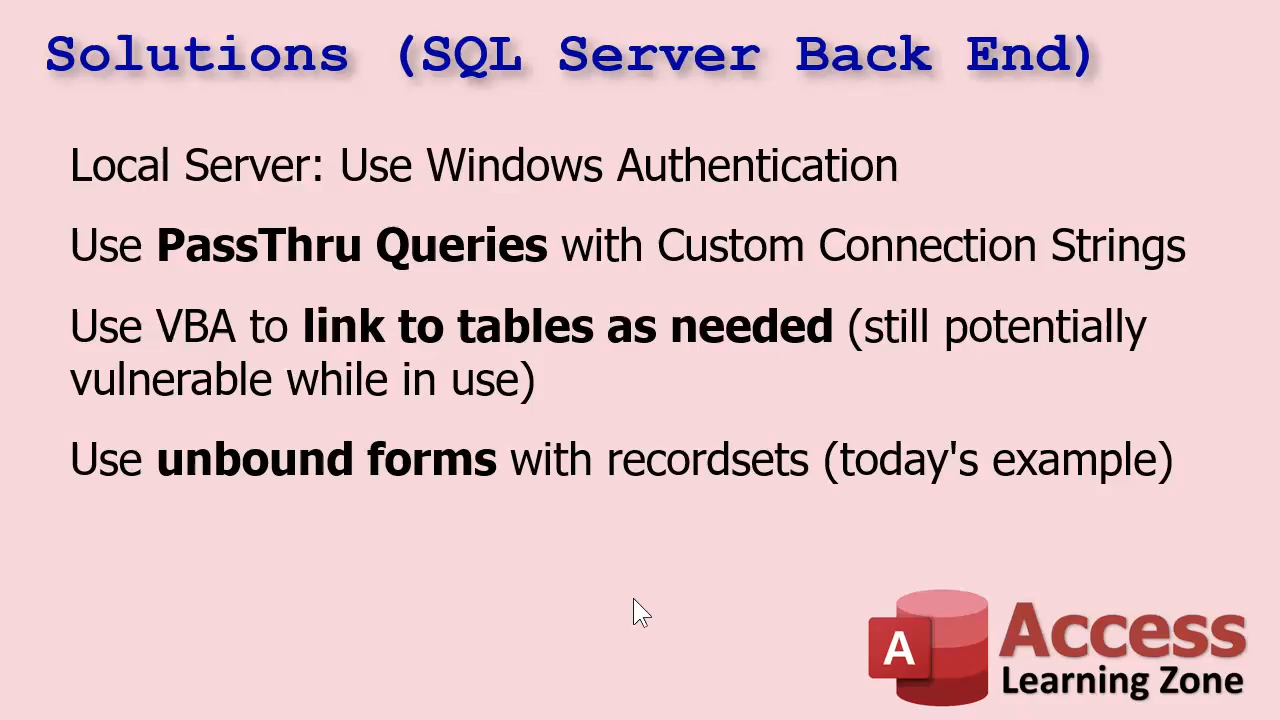 Solutions (SQL Server Back End)
Local Server: Use Windows Authentication
Use PassThru Queries with Custom Connection Strings
Use VBA to link to tables as needed (still potentially
vulnerable while in use)
Use unbound forms with recordsets (today's example)
A
Access
Learning Zone